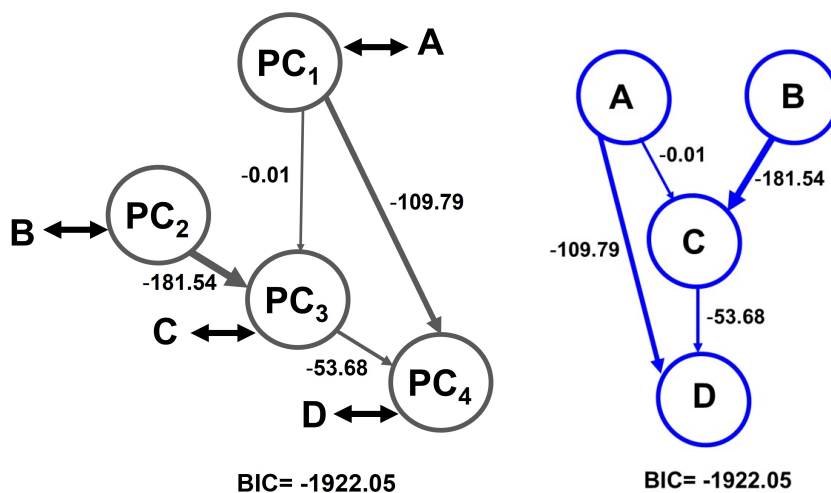 PC1
A
-0.01
-109.79
PC2
B
-181.54
PC3
C
-53.68
PC4
D
BIC= -1922.05
A
B
-0.01
-181.54
-109.79
C
-53.68
D
BIC= -1922.05